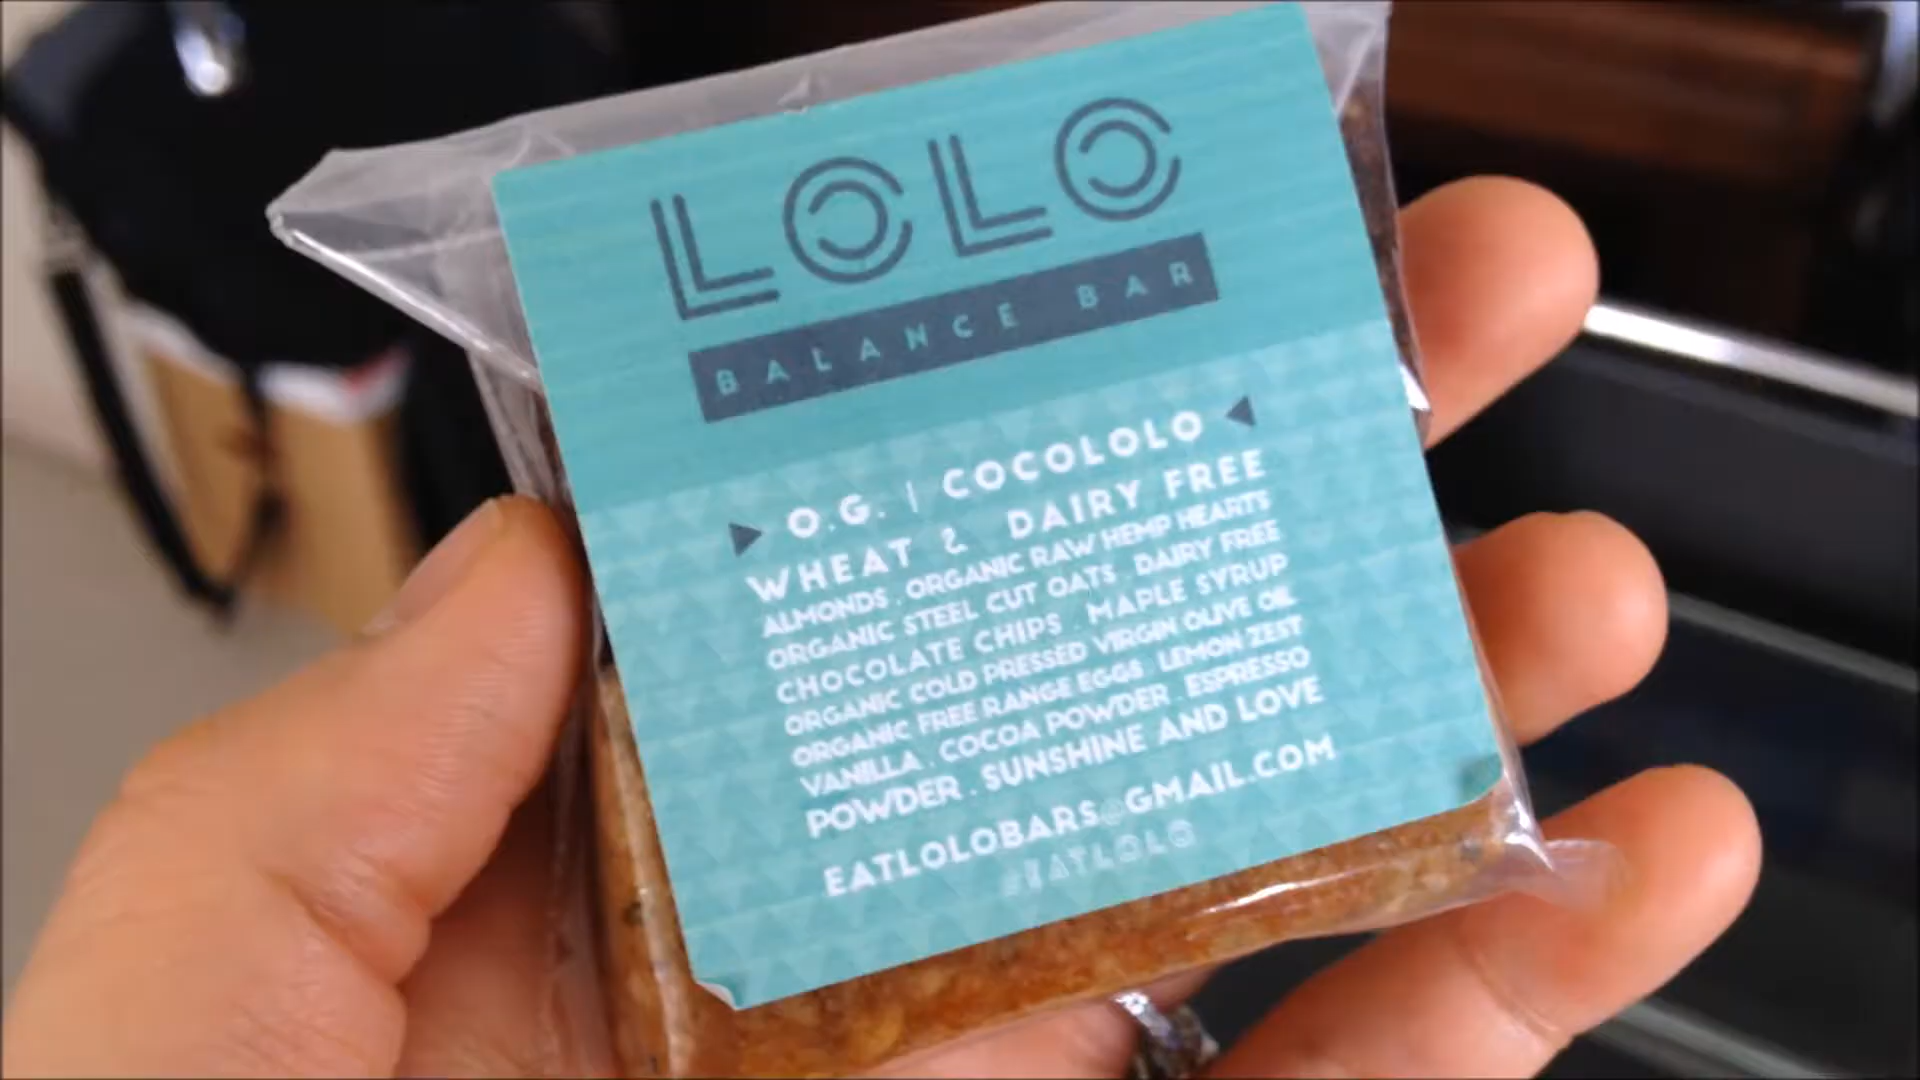 LOLO
BALANCE BAR
O.G. | COCOLOLO
WHEAT & DAIRY FREE
ALMONDS . ORGANIC RAW HEMP HEARTS
ORGANIC STEEL CUT OATS . DAIRY FREE
CHOCOLATE CHIPS . MAPLE SYRUP
ORGANIC COLD PRESSED VIRGIN OLIVE OIL
ORGANIC FREE RANGE EGGS . LEMON ZEST
VANILLA . COCOA POWDER . ESPRESSO
POWDER . SUNSHINE AND LOVE
EATLOLOBARS@GMAIL.COM
#EATLOLO